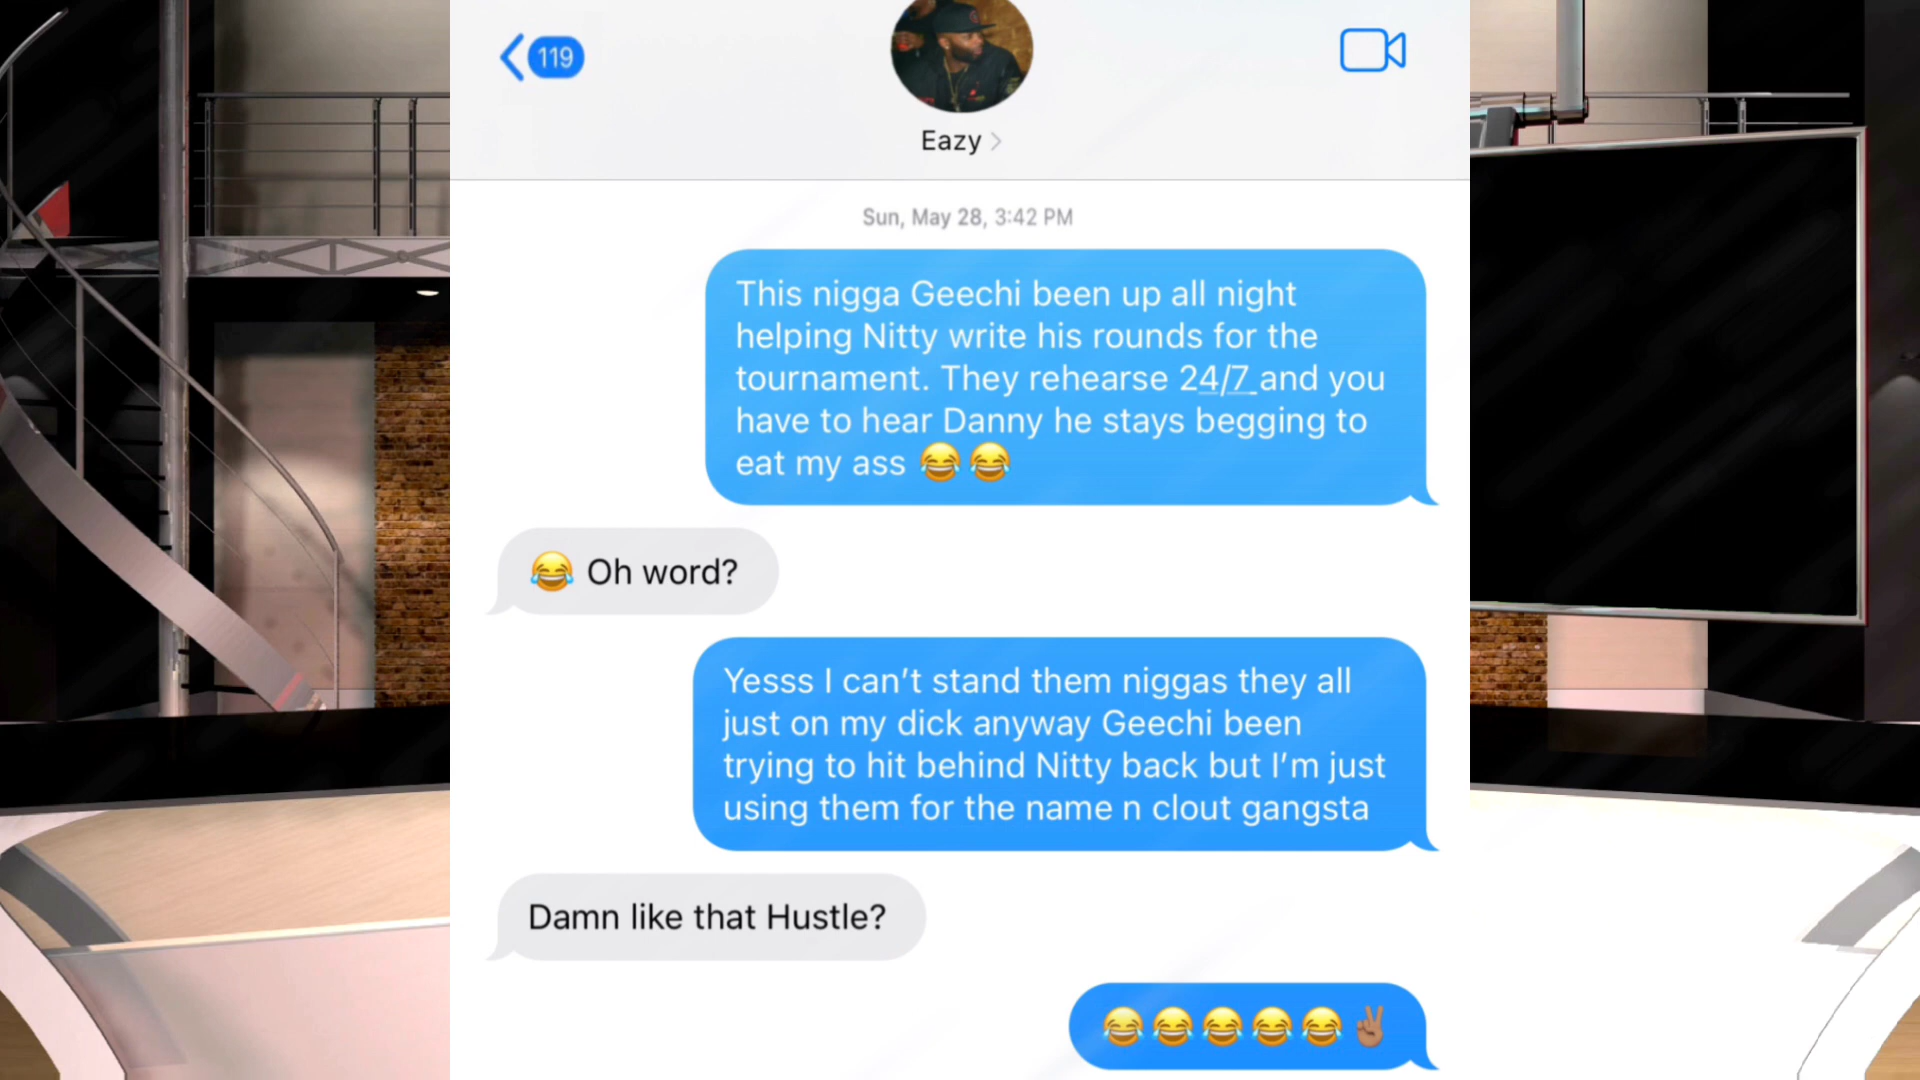 119
Eazy
Sun, May 28, 3:42 PM
This nigga Geechi been up all night
helping Nitty write his rounds for the
tournament. They rehearse 24/7 and you
have to hear Danny he stays begging to
eat my ass 😂😂
😂 Oh word?
Yesss I can’t stand them niggas they all
just on my dick anyway Geechi been
trying to hit behind Nitty back but I’m just
using them for the name n clout gangsta
Damn like that Hustle?
😂😂😂😂😂✌🏾